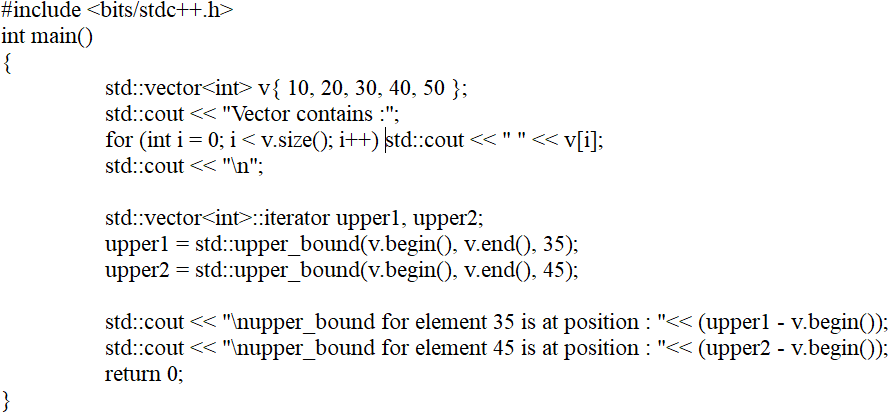 #include <bits/stdc++.h>
int main()
{
std::vector<int> v{ 10, 20, 30, 40, 50 };
std::cout << "Vector contains :";
for (int i = 0; i < v.size(); i++) std::cout << " " << v[i];
std::cout << "\n";
std::vector<int>::iterator upper1, upper2;
upper1 = std::upper_bound(v.begin(), v.end(), 35);
upper2 = std::upper_bound(v.begin(), v.end(), 45);
std::cout << "\nupper_bound for element 35 is at position : "<< (upper1 - v.begin());
std::cout << "\nupper_bound for element 45 is at position : "<< (upper2 - v.begin());
return 0;
}